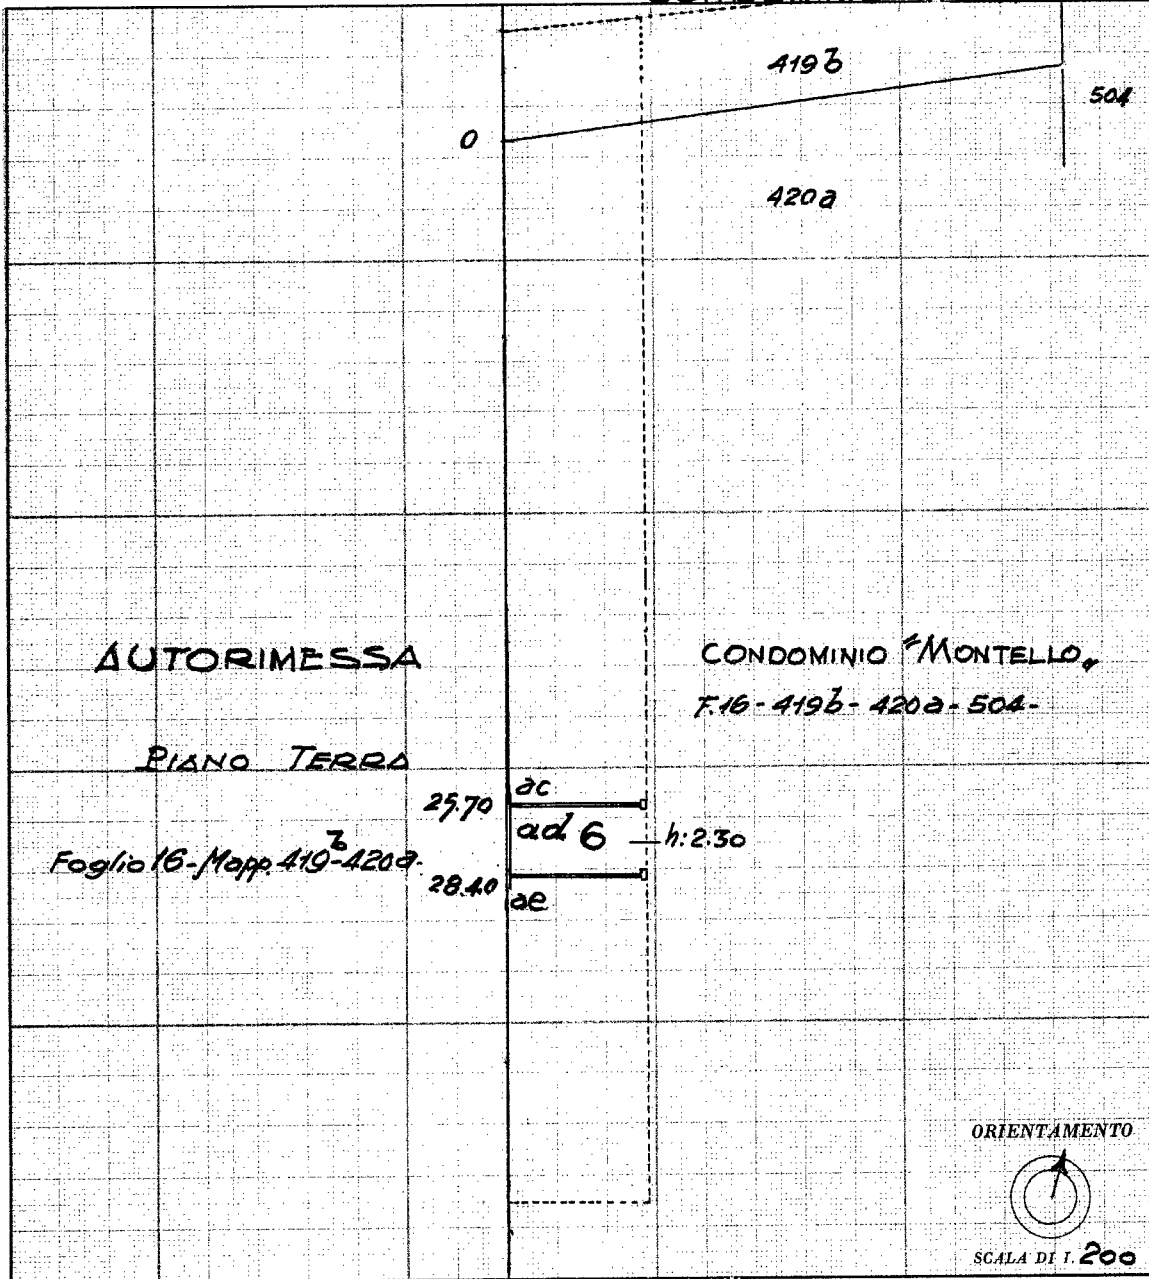 419b
504
0
420a
AUTORIMESSA
CONDOMINIO "MONTELLO"
F.16 - 419b - 420a - 504 -
PIANO TERRA
25.70
ac
ad 6
h: 2.30
Foglio 16 - Mapp. 419b - 420a.
28.40
ae
ORIENTAMENTO
SCALA DI 1. 200